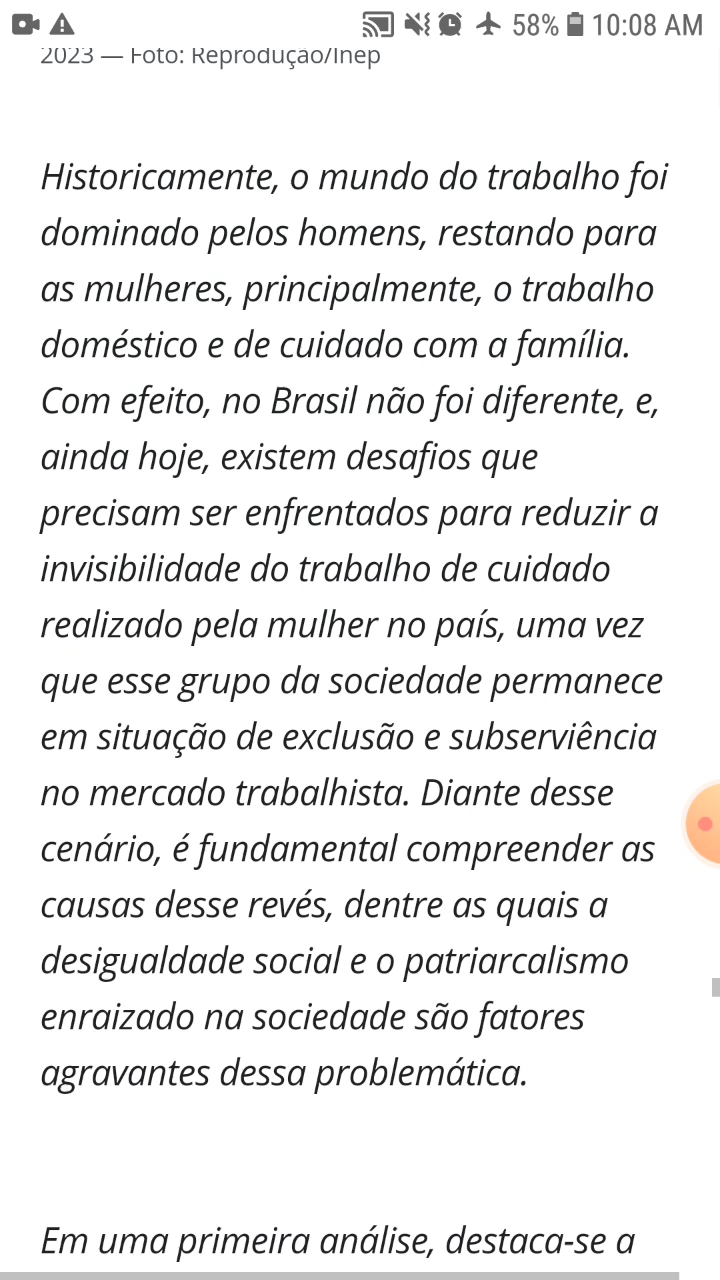 58% 10:08 AM
2023 — Foto: Reprodução/Inep
Historicamente, o mundo do trabalho foi
dominado pelos homens, restando para
as mulheres, principalmente, o trabalho
doméstico e de cuidado com a família.
Com efeito, no Brasil não foi diferente, e,
ainda hoje, existem desafios que
precisam ser enfrentados para reduzir a
invisibilidade do trabalho de cuidado
realizado pela mulher no país, uma vez
que esse grupo da sociedade permanece
em situação de exclusão e subserviência
no mercado trabalhista. Diante desse
cenário, é fundamental compreender as
causas desse revés, dentre as quais a
desigualdade social e o patriarcalismo
enraizado na sociedade são fatores
agravantes dessa problemática.
Em uma primeira análise, destaca-se a